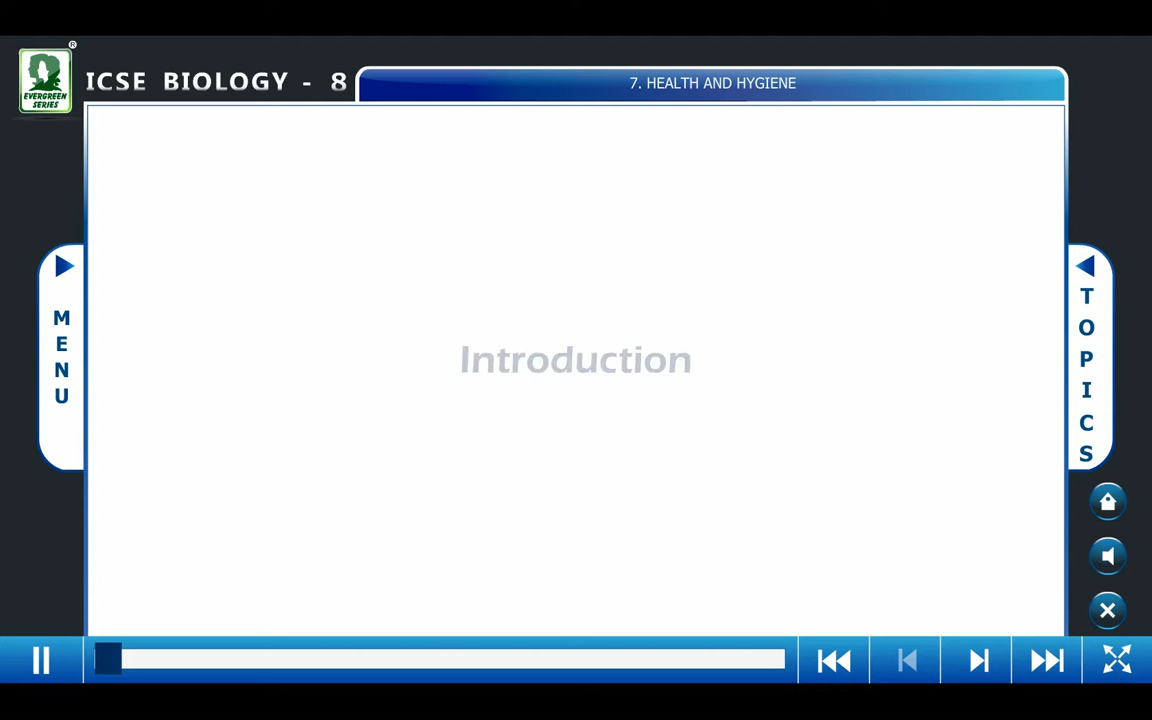 ®
EVERGREEN
SERIES
ICSE BIOLOGY - 8
7. HEALTH AND HYGIENE
MENU
Introduction
TOPICS